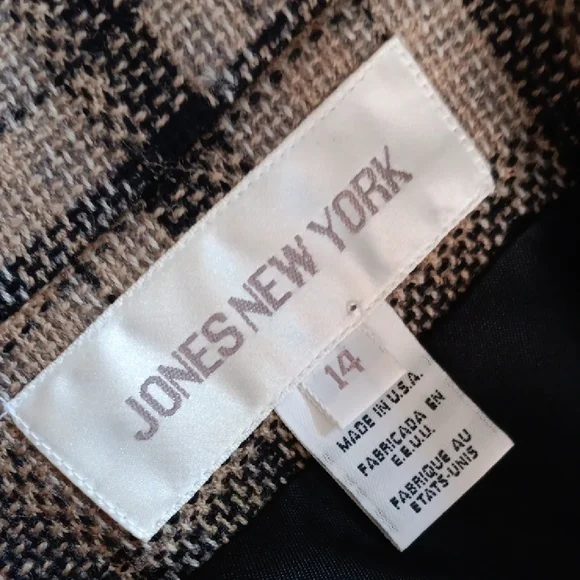 JONES NEW YORK
14
MADE IN U.S.A.
FABRICADA EN
E.E.U.U.
FABRIQUE AU
ETATS-UNIS